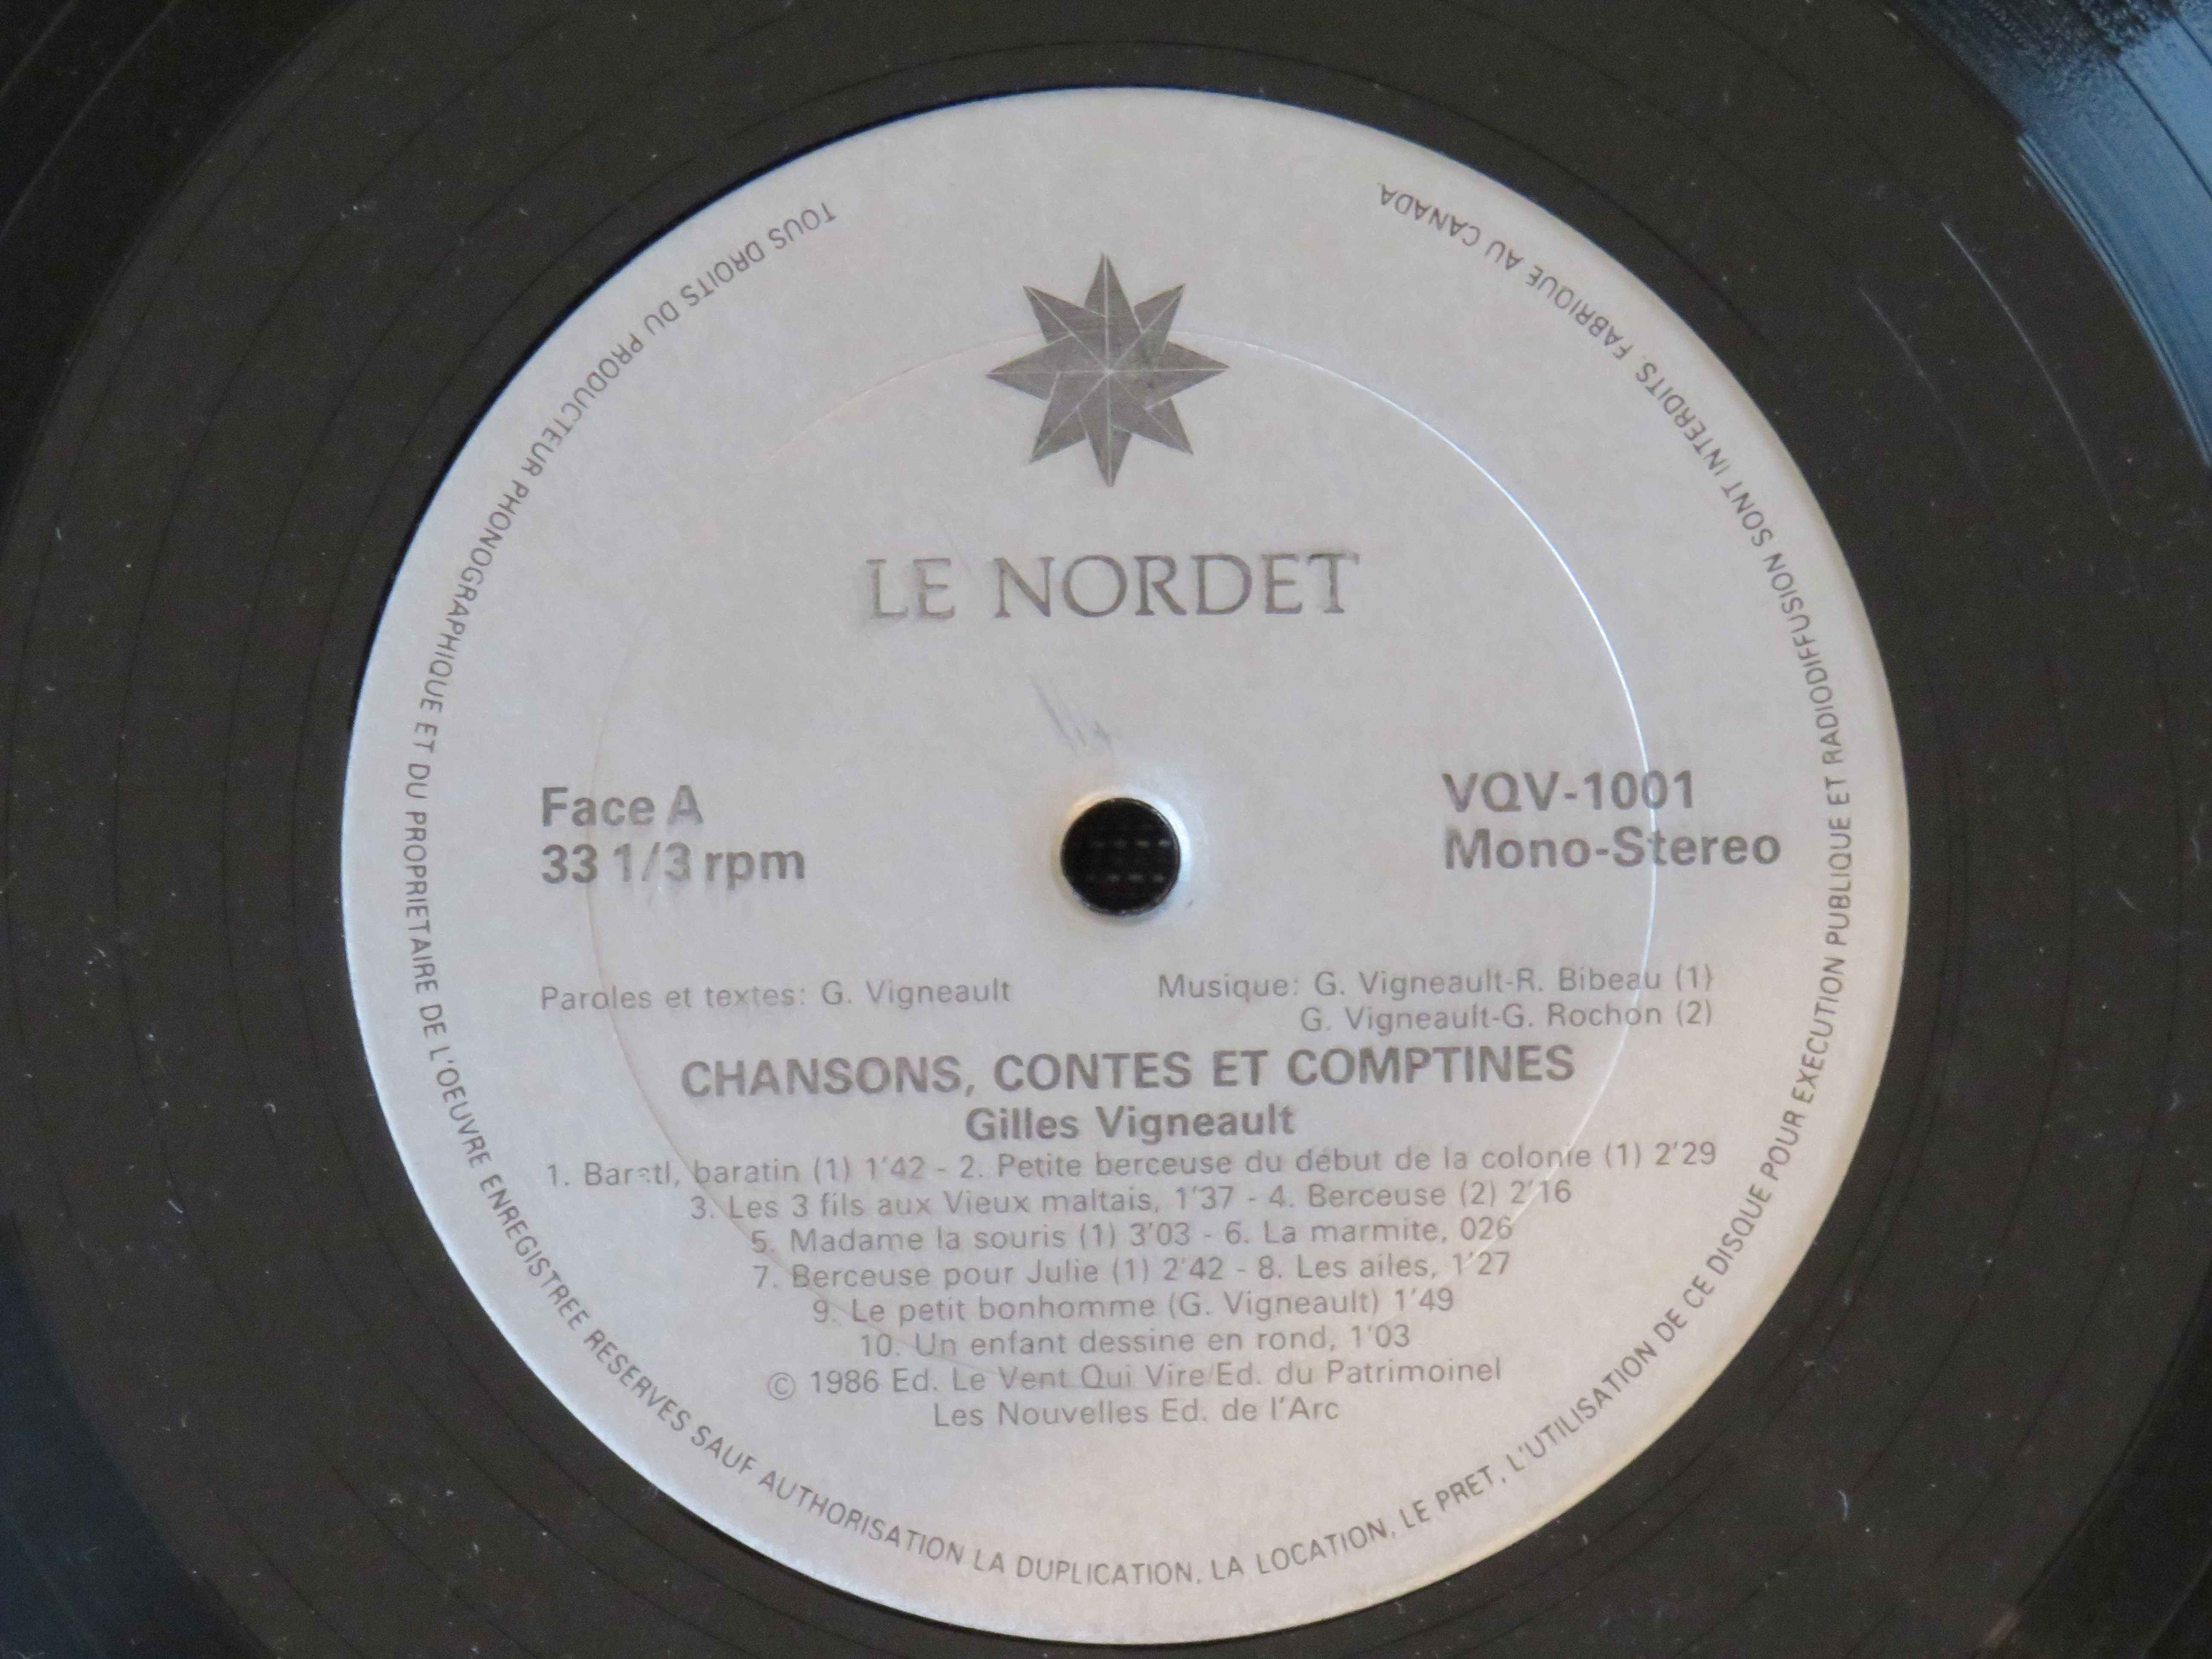 LE NORDET
Face A
33 1/3 rpm
VQV-1001
Mono-Stereo
Paroles et textes: G. Vigneault
Musique: G. Vigneault-R. Bibeau (1)
G. Vigneault-G. Rochon (2)
CHANSONS, CONTES ET COMPTINES
Gilles Vigneault
1. baratin (1) 1'42 - 2. Petite berceuse du début de la colonie (1) 2'29
3. Les 3 fils aux Vieux maltais, 1'37 - 4. Berceuse (2) 2'16
5. Madame la souris (1) 3'03 - 6. La marmite, 026
7. Berceuse pour Julie (1) 2'42 - 8. Les ailes, 1'27
9. Le petit bonhomme (G. Vigneault) 1'49
10. Un enfant dessine en rond, 1'03
© 1986 Ed. Le Vent Qui Vire/Ed. du Patrimoinel
Les Nouvelles Ed. de l'Arc
TOUS DROITS DU PRODUCTEUR PHONOGRAPHIQUE ET DU PROPRIETAIRE DE L'OEUVRE ENREGISTREE RESERVES SAUF AUTHORISATION LA DUPLICATION, LA LOCATION, LE PRET, L'UTILISATION DE CE DISQUE POUR EXECUTION PUBLIQUE ET RADIODIFFUSION SONT INTERDITS. FABRIQUE AU CANADA.